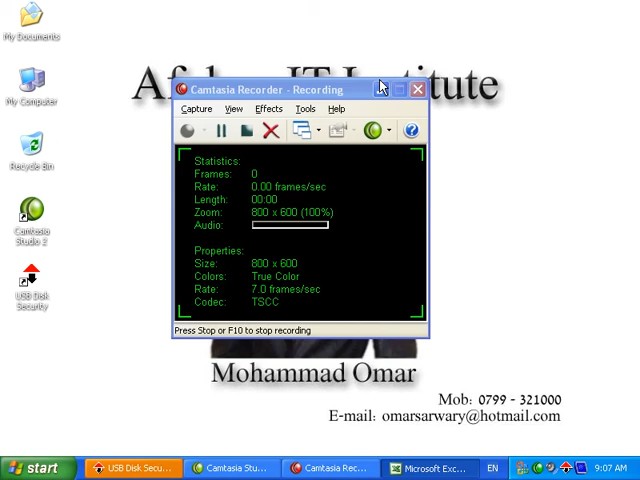 My Documents
My Computer
Recycle Bin
Camtasia
Studio 2
USB Disk
Security
Camtasia Recorder - Recording
Capture View Effects Tools Help
Statistics:
Frames: 0
Rate: 0.00 frames/sec
Length: 00:00
Zoom: 800 x 600 (100%)
Audio:
Properties:
Size: 800 x 600
Colors: True Color
Rate: 7.0 frames/sec
Codec: TSCC
Press Stop or F10 to stop recording
Mohammad Omar
Mob: 0799 - 321000
E-mail: omarsarwary@hotmail.com
start USB Disk Secu... Camtasia Stu... Camtasia Rec... Microsoft Exc... EN 9:07 AM